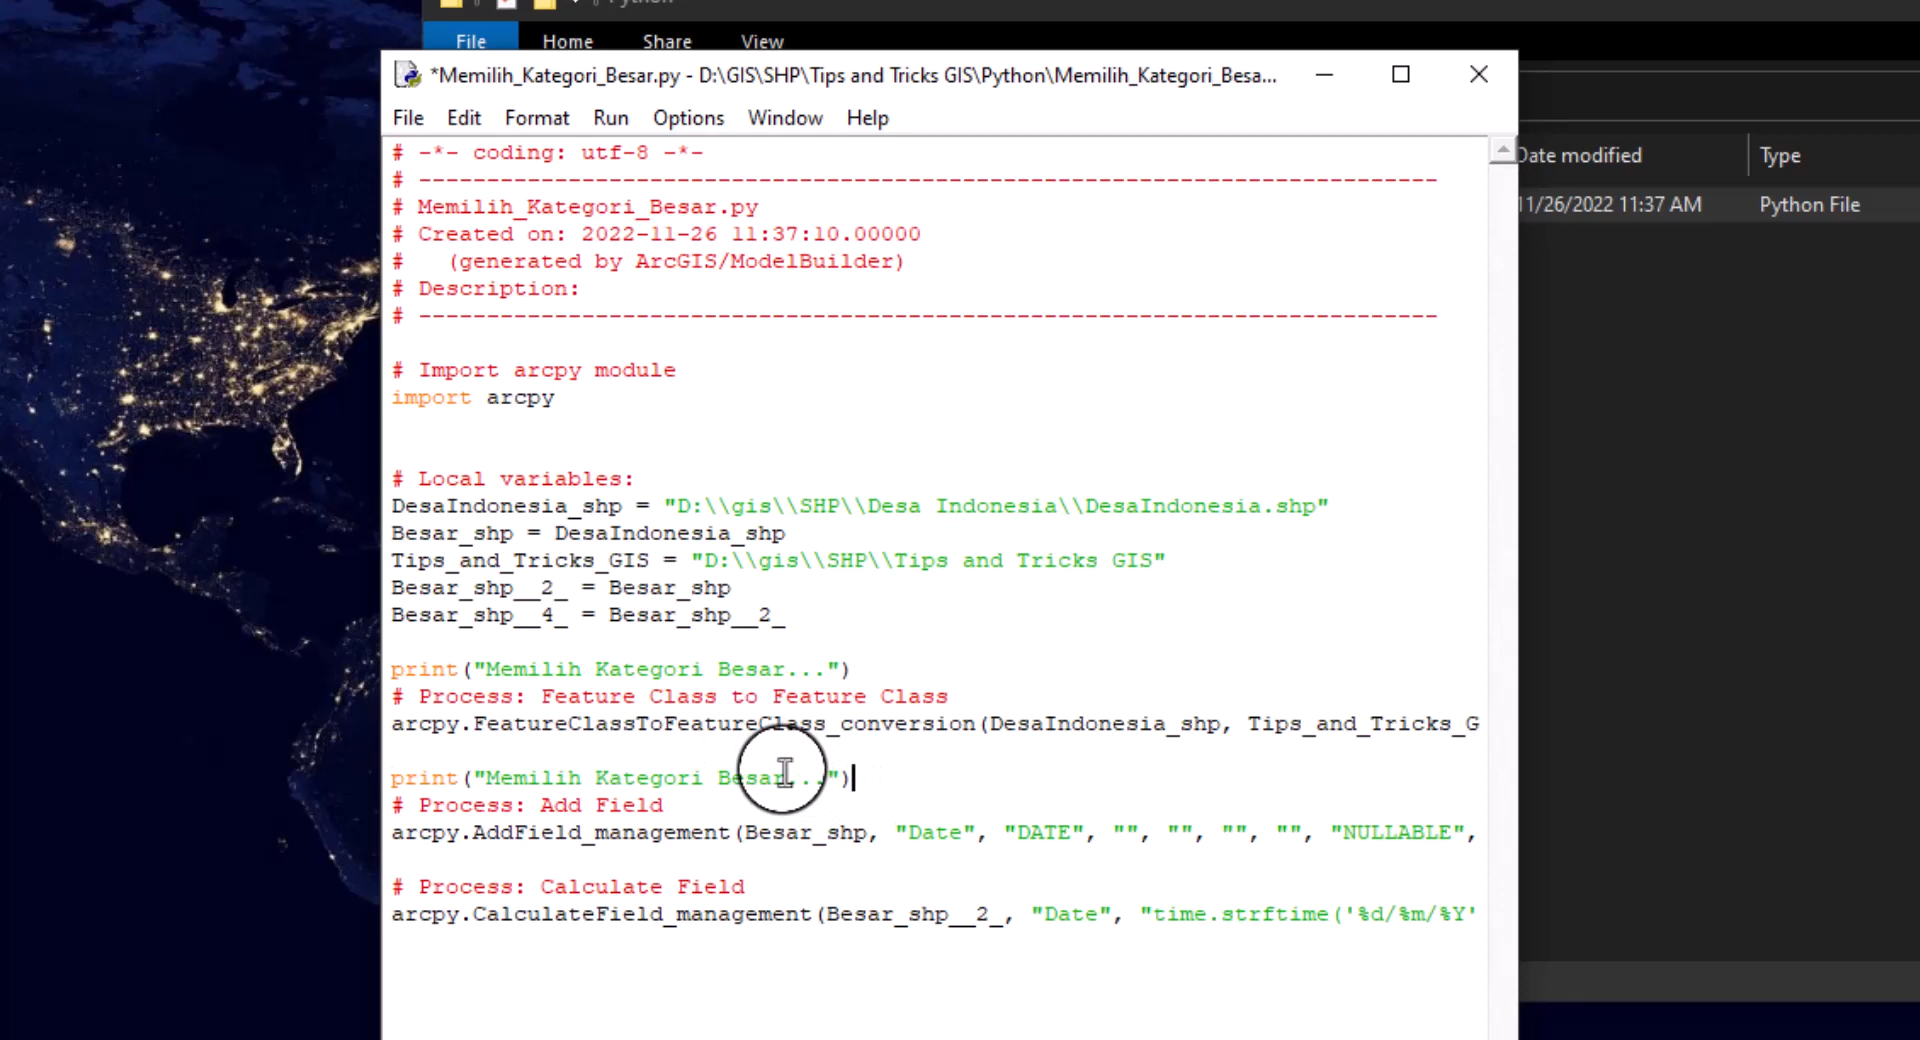 Python
File Home Share View
*Memilih_Kategori_Besar.py - D:\GIS\SHP\Tips and Tricks GIS\Python\Memilih_Kategori_Besa...
File Edit Format Run Options Window Help
Date modified Type
11/26/2022 11:37 AM Python File
# -*- coding: utf-8 -*-
# ---------------------------------------------------------------------------
# Memilih_Kategori_Besar.py
# Created on: 2022-11-26 11:37:10.00000
#   (generated by ArcGIS/ModelBuilder)
# Description:
# ---------------------------------------------------------------------------
# Import arcpy module
import arcpy
# Local variables:
DesaIndonesia_shp = "D:\\gis\\SHP\\Desa Indonesia\\DesaIndonesia.shp"
Besar_shp = DesaIndonesia_shp
Tips_and_Tricks_GIS = "D:\\gis\\SHP\\Tips and Tricks GIS"
Besar_shp__2_ = Besar_shp
Besar_shp__4_ = Besar_shp__2_
print("Memilih Kategori Besar...")
# Process: Feature Class to Feature Class
arcpy.FeatureClassToFeatureClass_conversion(DesaIndonesia_shp, Tips_and_Tricks_G
print("Memilih Kategori Besar...")
# Process: Add Field
arcpy.AddField_management(Besar_shp, "Date", "DATE", "", "", "", "", "NULLABLE",
# Process: Calculate Field
arcpy.CalculateField_management(Besar_shp__2_, "Date", "time.strftime('%d/%m/%Y'